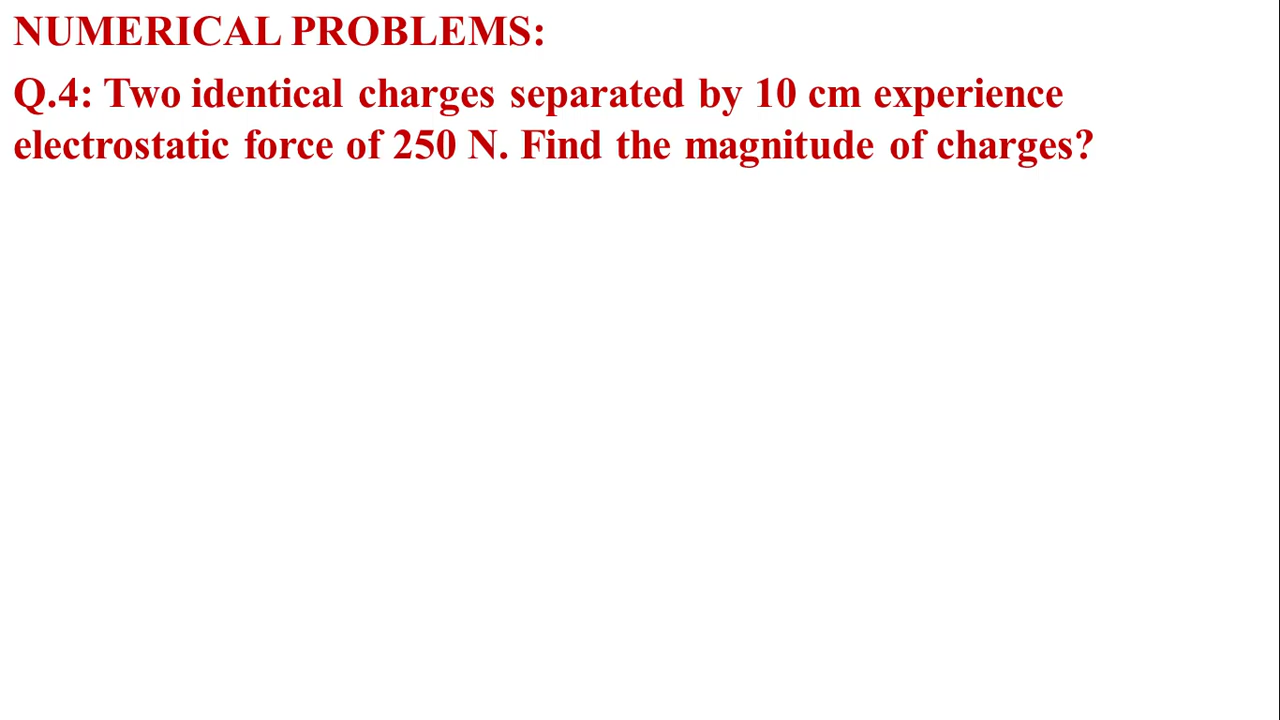 NUMERICAL PROBLEMS:
Q.4: Two identical charges separated by 10 cm experience
electrostatic force of 250 N. Find the magnitude of charges?